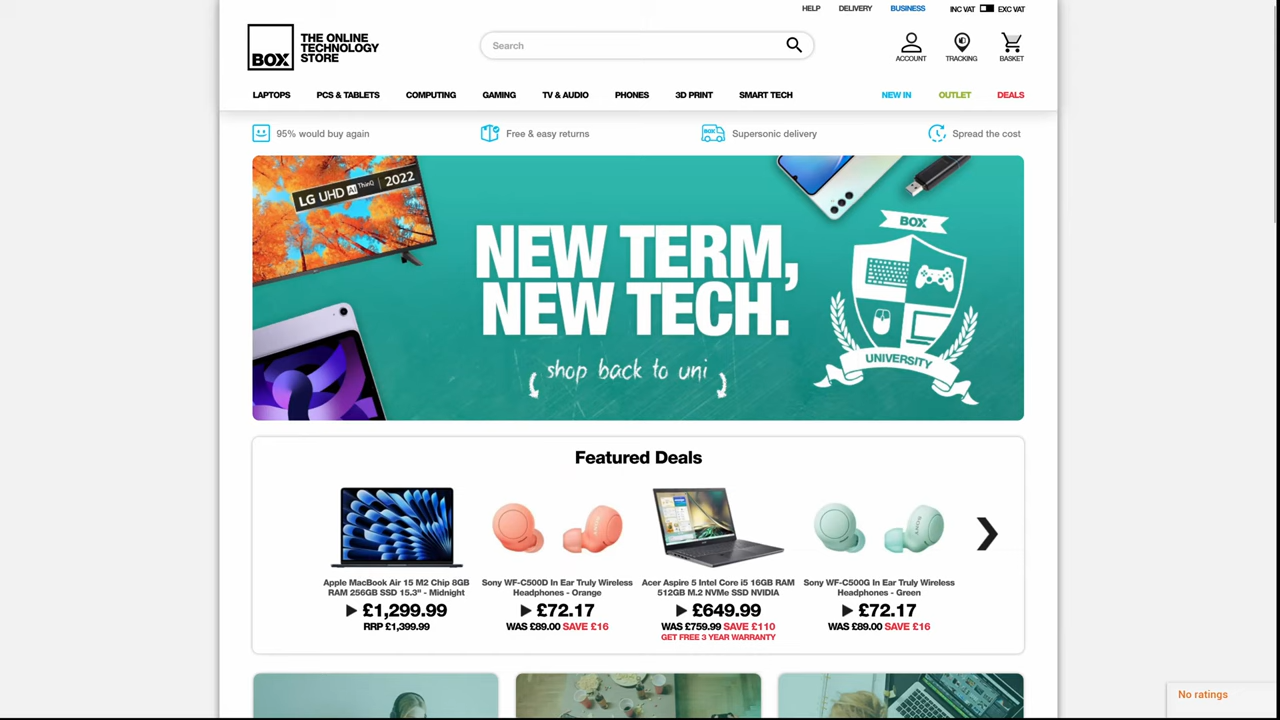 HELP
DELIVERY
BUSINESS
INC VAT
EXC VAT
BOX
THE ONLINE
TECHNOLOGY
STORE
Search
ACCOUNT
TRACKING
BASKET
LAPTOPS
PCS & TABLETS
COMPUTING
GAMING
TV & AUDIO
PHONES
3D PRINT
SMART TECH
NEW IN
OUTLET
DEALS
95% would buy again
Free & easy returns
BOX
Supersonic delivery
Spread the cost
LG UHD AI ThinQ 2022
NEW TERM,
NEW TECH.
shop back to uni
BOX
UNIVERSITY
Featured Deals
Apple MacBook Air 15 M2 Chip 8GB
RAM 256GB SSD 15.3" - Midnight
£1,299.99
RRP £1,399.99
Sony WF-C500D In Ear Truly Wireless
Headphones - Orange
£72.17
WAS £89.00 SAVE £16
Acer Aspire 5 Intel Core i5 16GB RAM
512GB M.2 NVMe SSD NVIDIA
£649.99
WAS £759.99 SAVE £110
GET FREE 3 YEAR WARRANTY
SONY
Sony WF-C500G In Ear Truly Wireless
Headphones - Green
£72.17
WAS £89.00 SAVE £16
No ratings